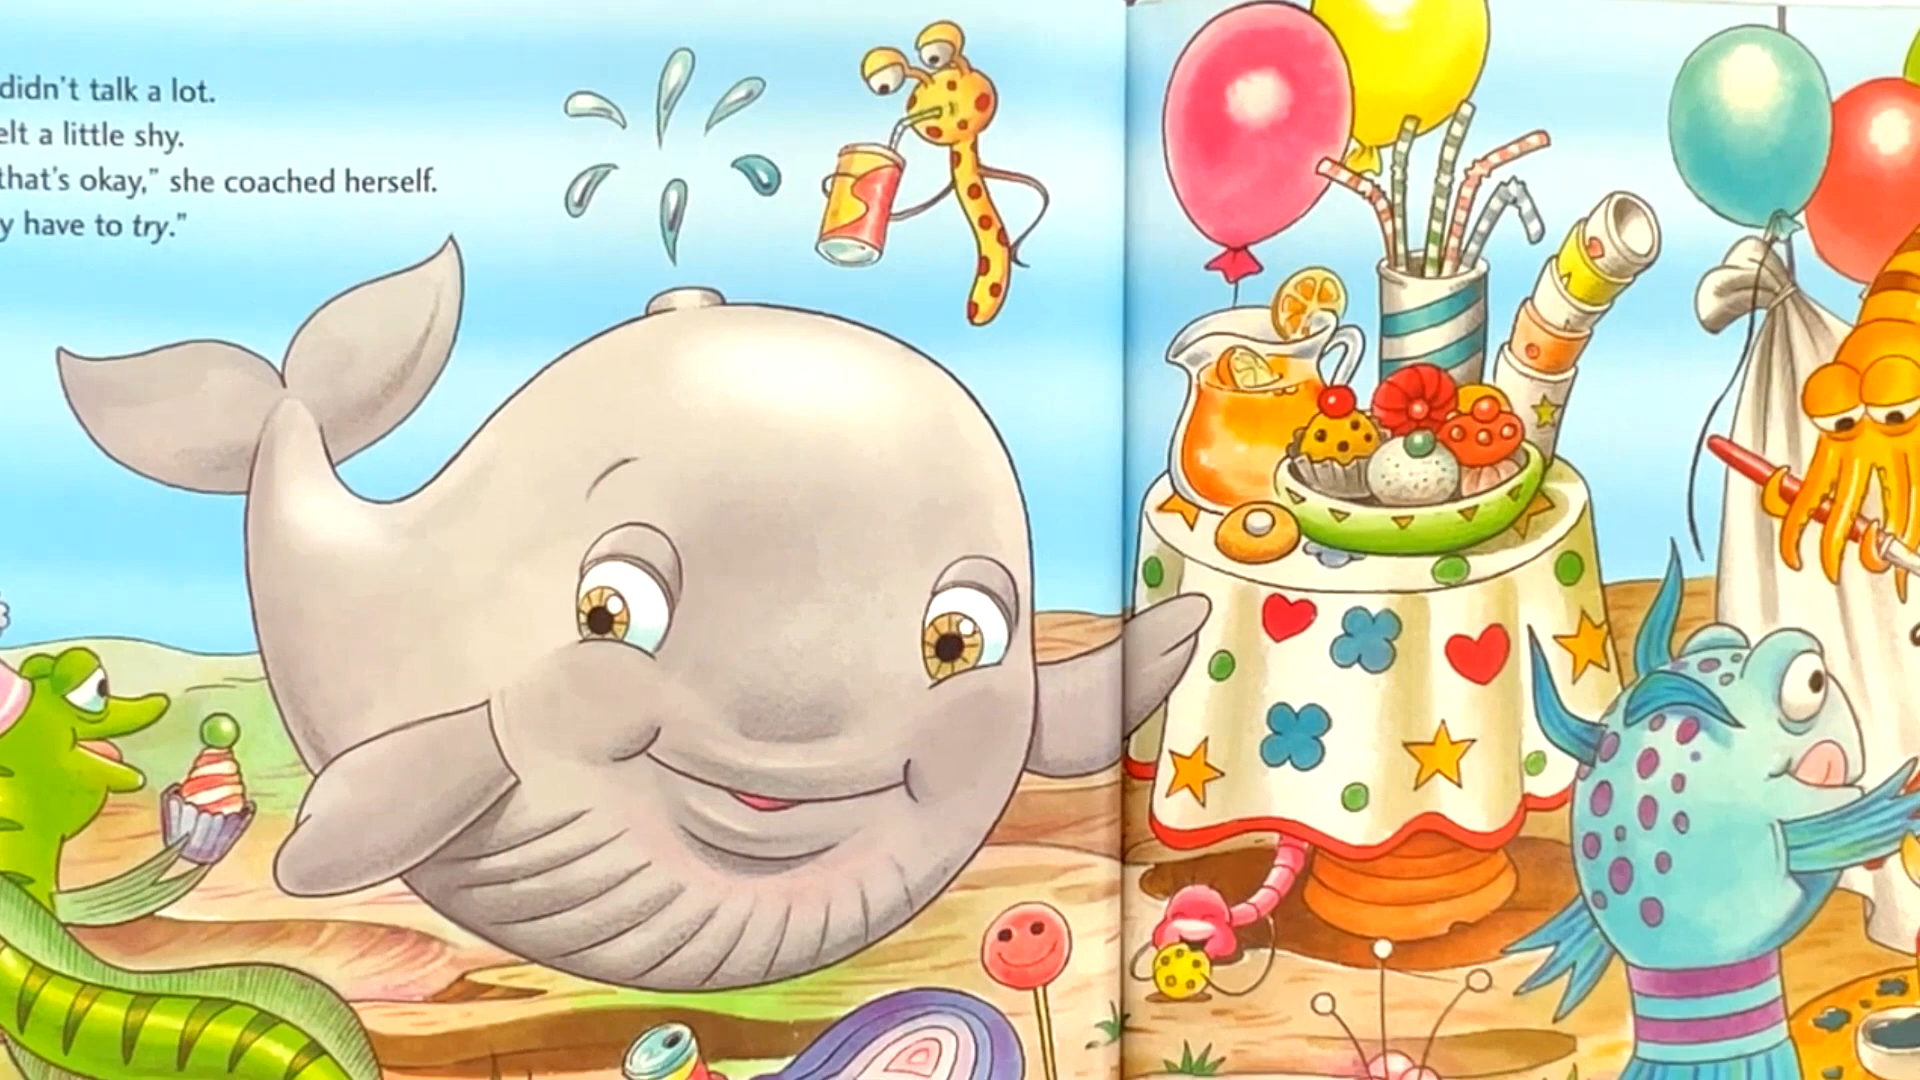 didn't talk a lot.
elt a little shy.
that's okay," she coached herself.
y have to try."